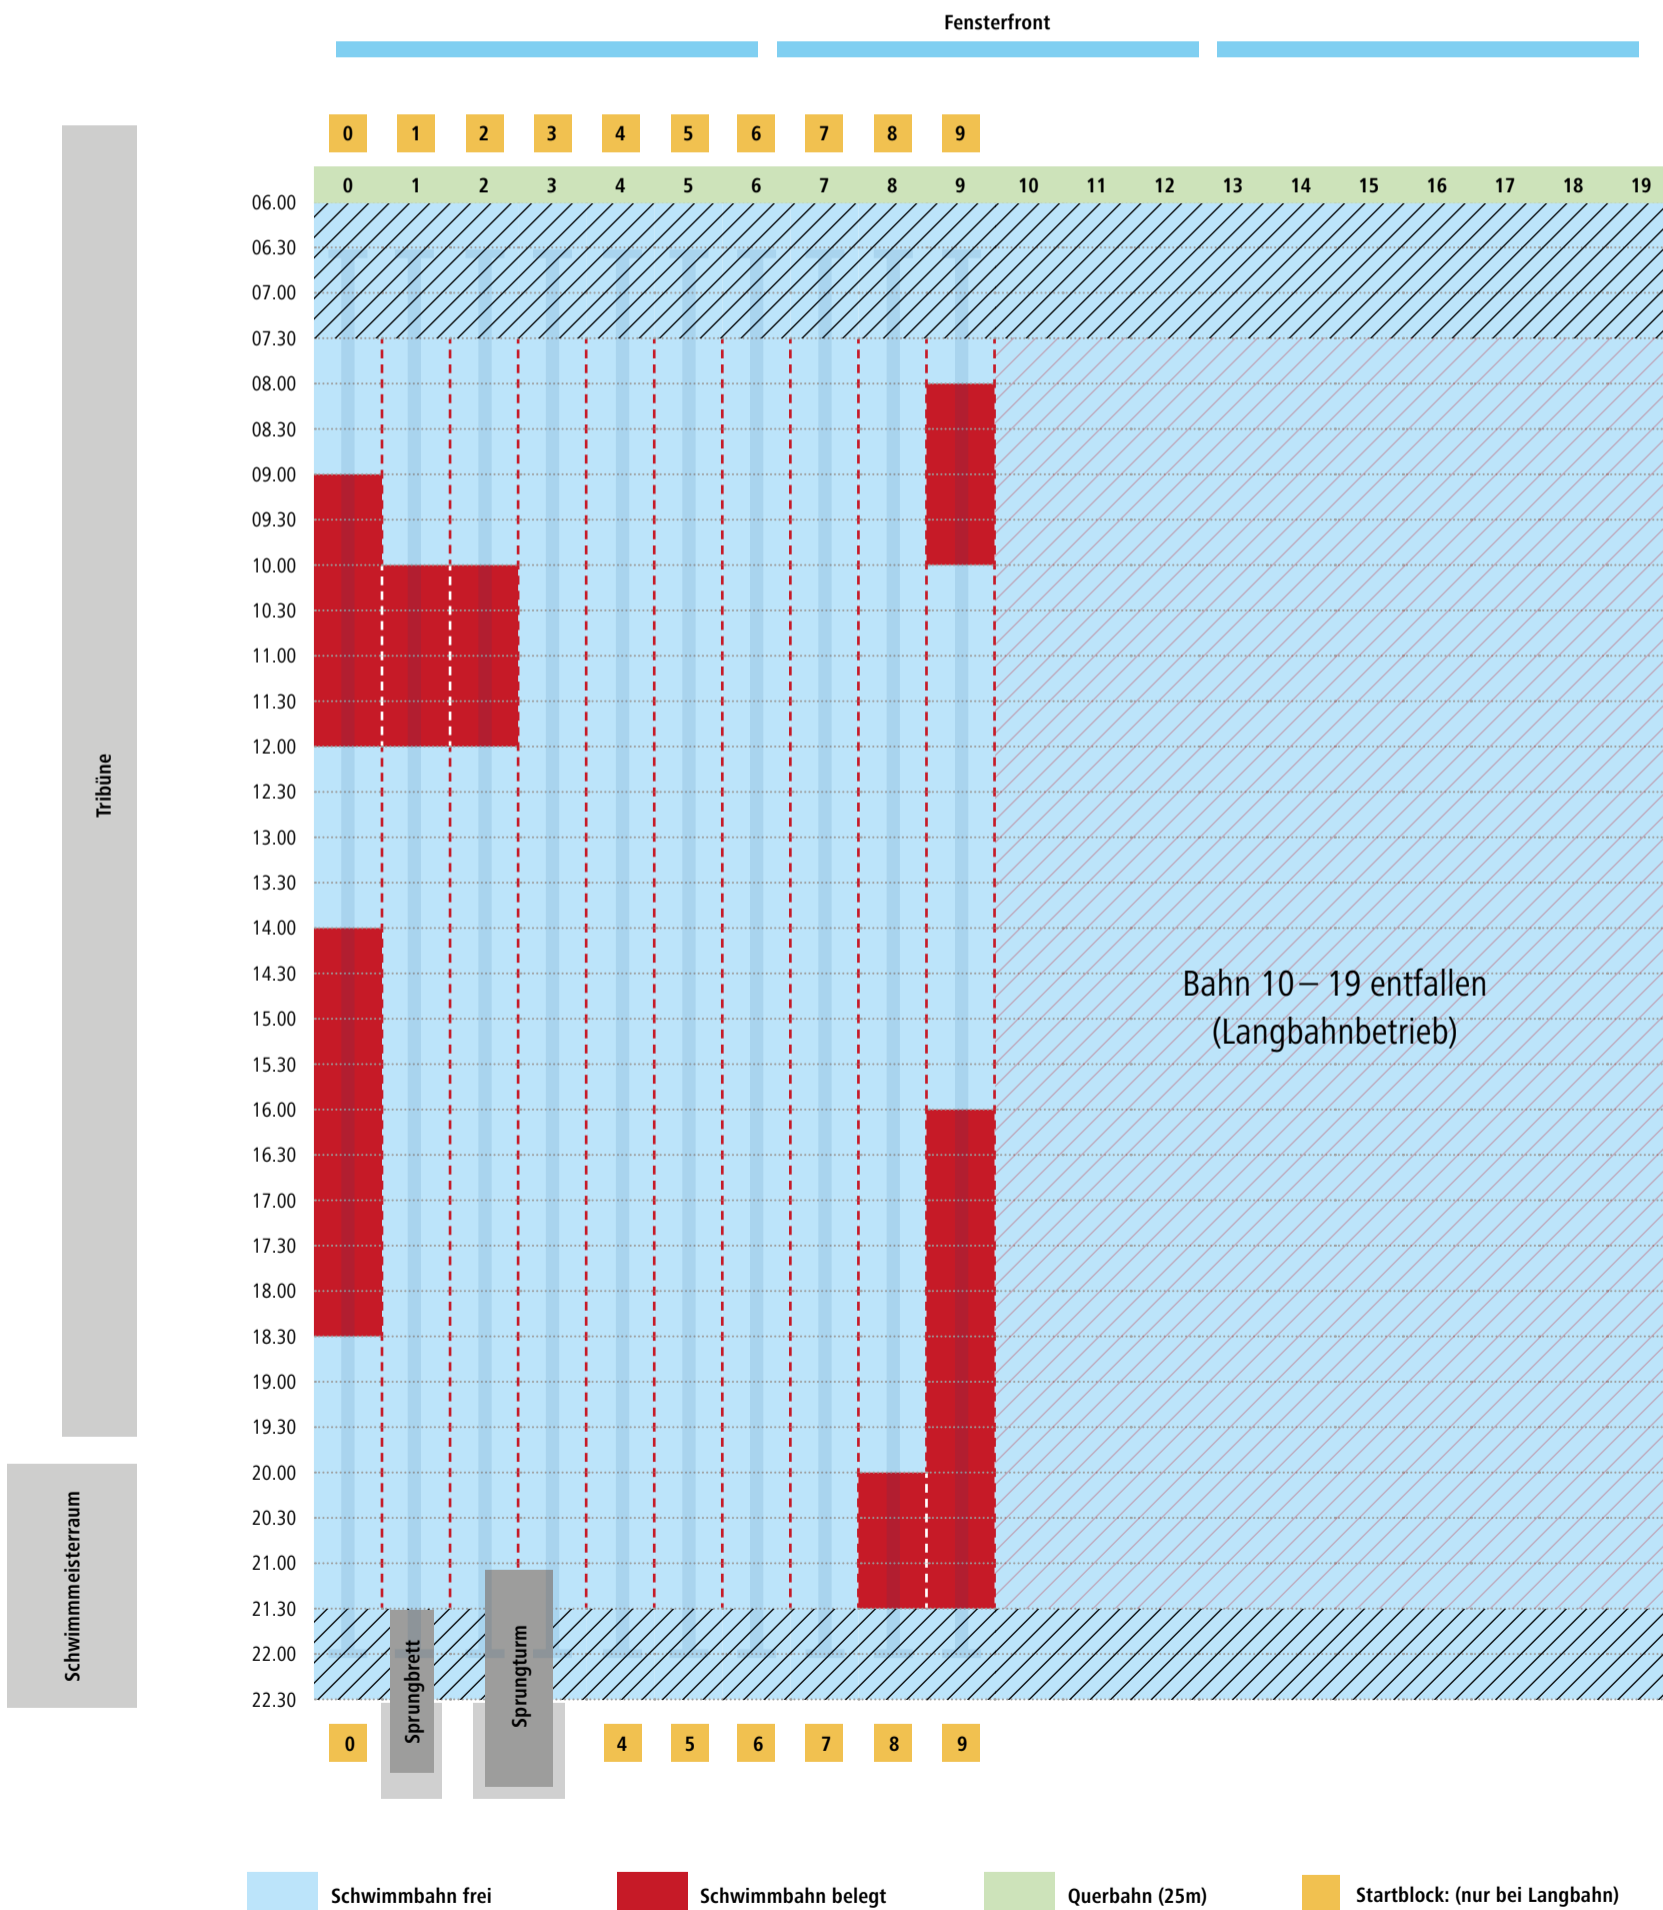 Fensterfront
0 1 2 3 4 5 6 7 8 9
0 1 2 3 4 5 6 7 8 9 10 11 12 13 14 15 16 17 18 19
06.00
06.30
07.00
07.30
08.00
08.30
09.00
09.30
10.00
10.30
11.00
11.30
12.00
Tribüne
12.30
13.00
13.30
14.00
14.30
Bahn 10 – 19 entfallen
15.00
(Langbahnbetrieb)
15.30
16.00
16.30
17.00
17.30
18.00
18.30
19.00
19.30
20.00
20.30
21.00
Schwimmmeisterraum
21.30
22.00
22.30
Sprungbrett
Sprungturm
0 4 5 6 7 8 9
Schwimmbahn frei
Schwimmbahn belegt
Querbahn (25m)
Startblock: (nur bei Langbahn)